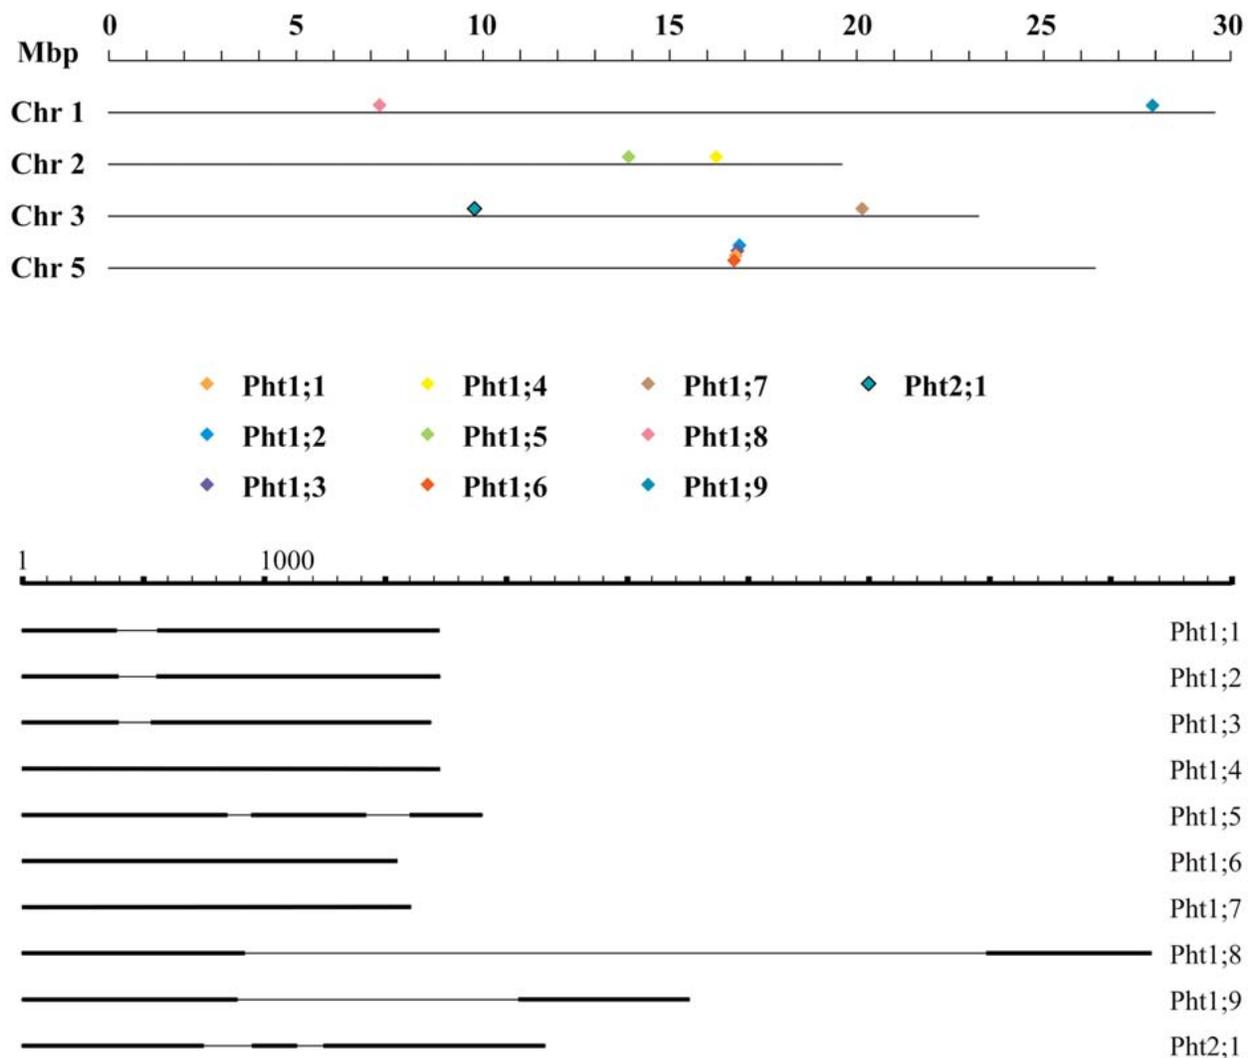 0 5 10 15 20 25 30
Mbp
Chr 1
Chr 2
Chr 3
Chr 5
Pht1;1 Pht1;4 Pht1;7 Pht2;1
Pht1;2 Pht1;5 Pht1;8
Pht1;3 Pht1;6 Pht1;9
1 1000
Pht1;1
Pht1;2
Pht1;3
Pht1;4
Pht1;5
Pht1;6
Pht1;7
Pht1;8
Pht1;9
Pht2;1